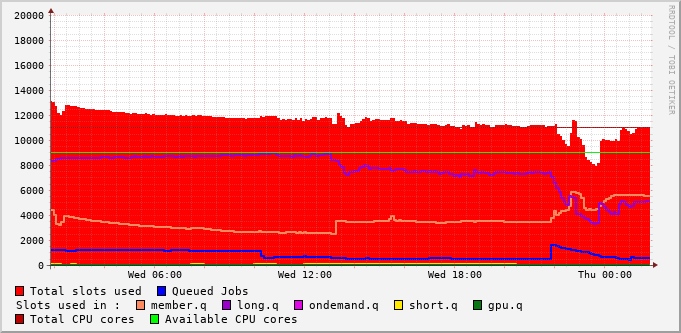 20000
18000
16000
14000
12000
10000
8000
6000
4000
2000
0
Wed 06:00 Wed 12:00 Wed 18:00 Thu 00:00
RRDTOOL / TOBI OETIKER
Total slots used Queued Jobs
Slots used in : member.q long.q ondemand.q short.q gpu.q
Total CPU cores Available CPU cores